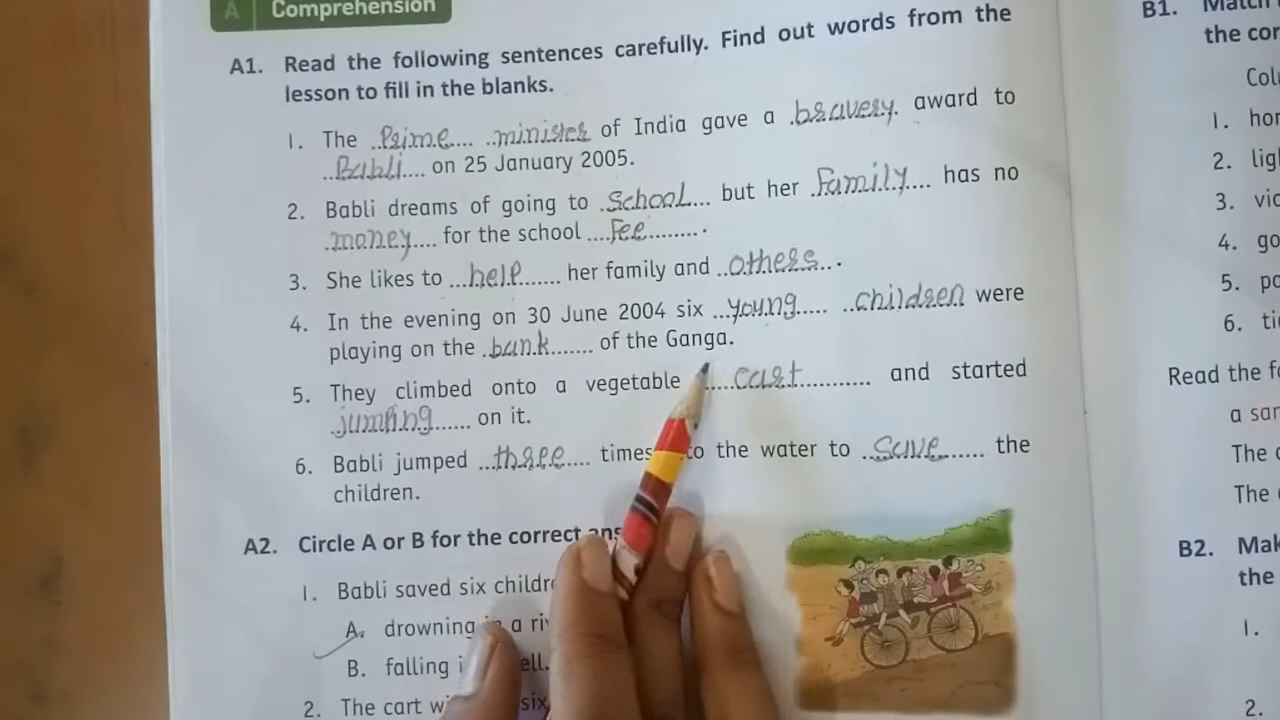 A Comprehension
A1. Read the following sentences carefully. Find out words from the
lesson to fill in the blanks.
1. The Prime minister of India gave a bravery award to
Babli on 25 January 2005.
2. Babli dreams of going to school but her Family has no
money for the school Fee.
3. She likes to help her family and others.
4. In the evening on 30 June 2004 six young children were
playing on the bank of the Ganga.
5. They climbed onto a vegetable cart and started
jumping on it.
6. Babli jumped three times to the water to save the
children.
A2. Circle A or B for the correct
1. Babli saved six
A. drowning a
B. falling
2. The cart six
B1. Match
the
1.
2.
3.
4.
5.
6.
Read the
a
The
The
B2.
the
1.
2.